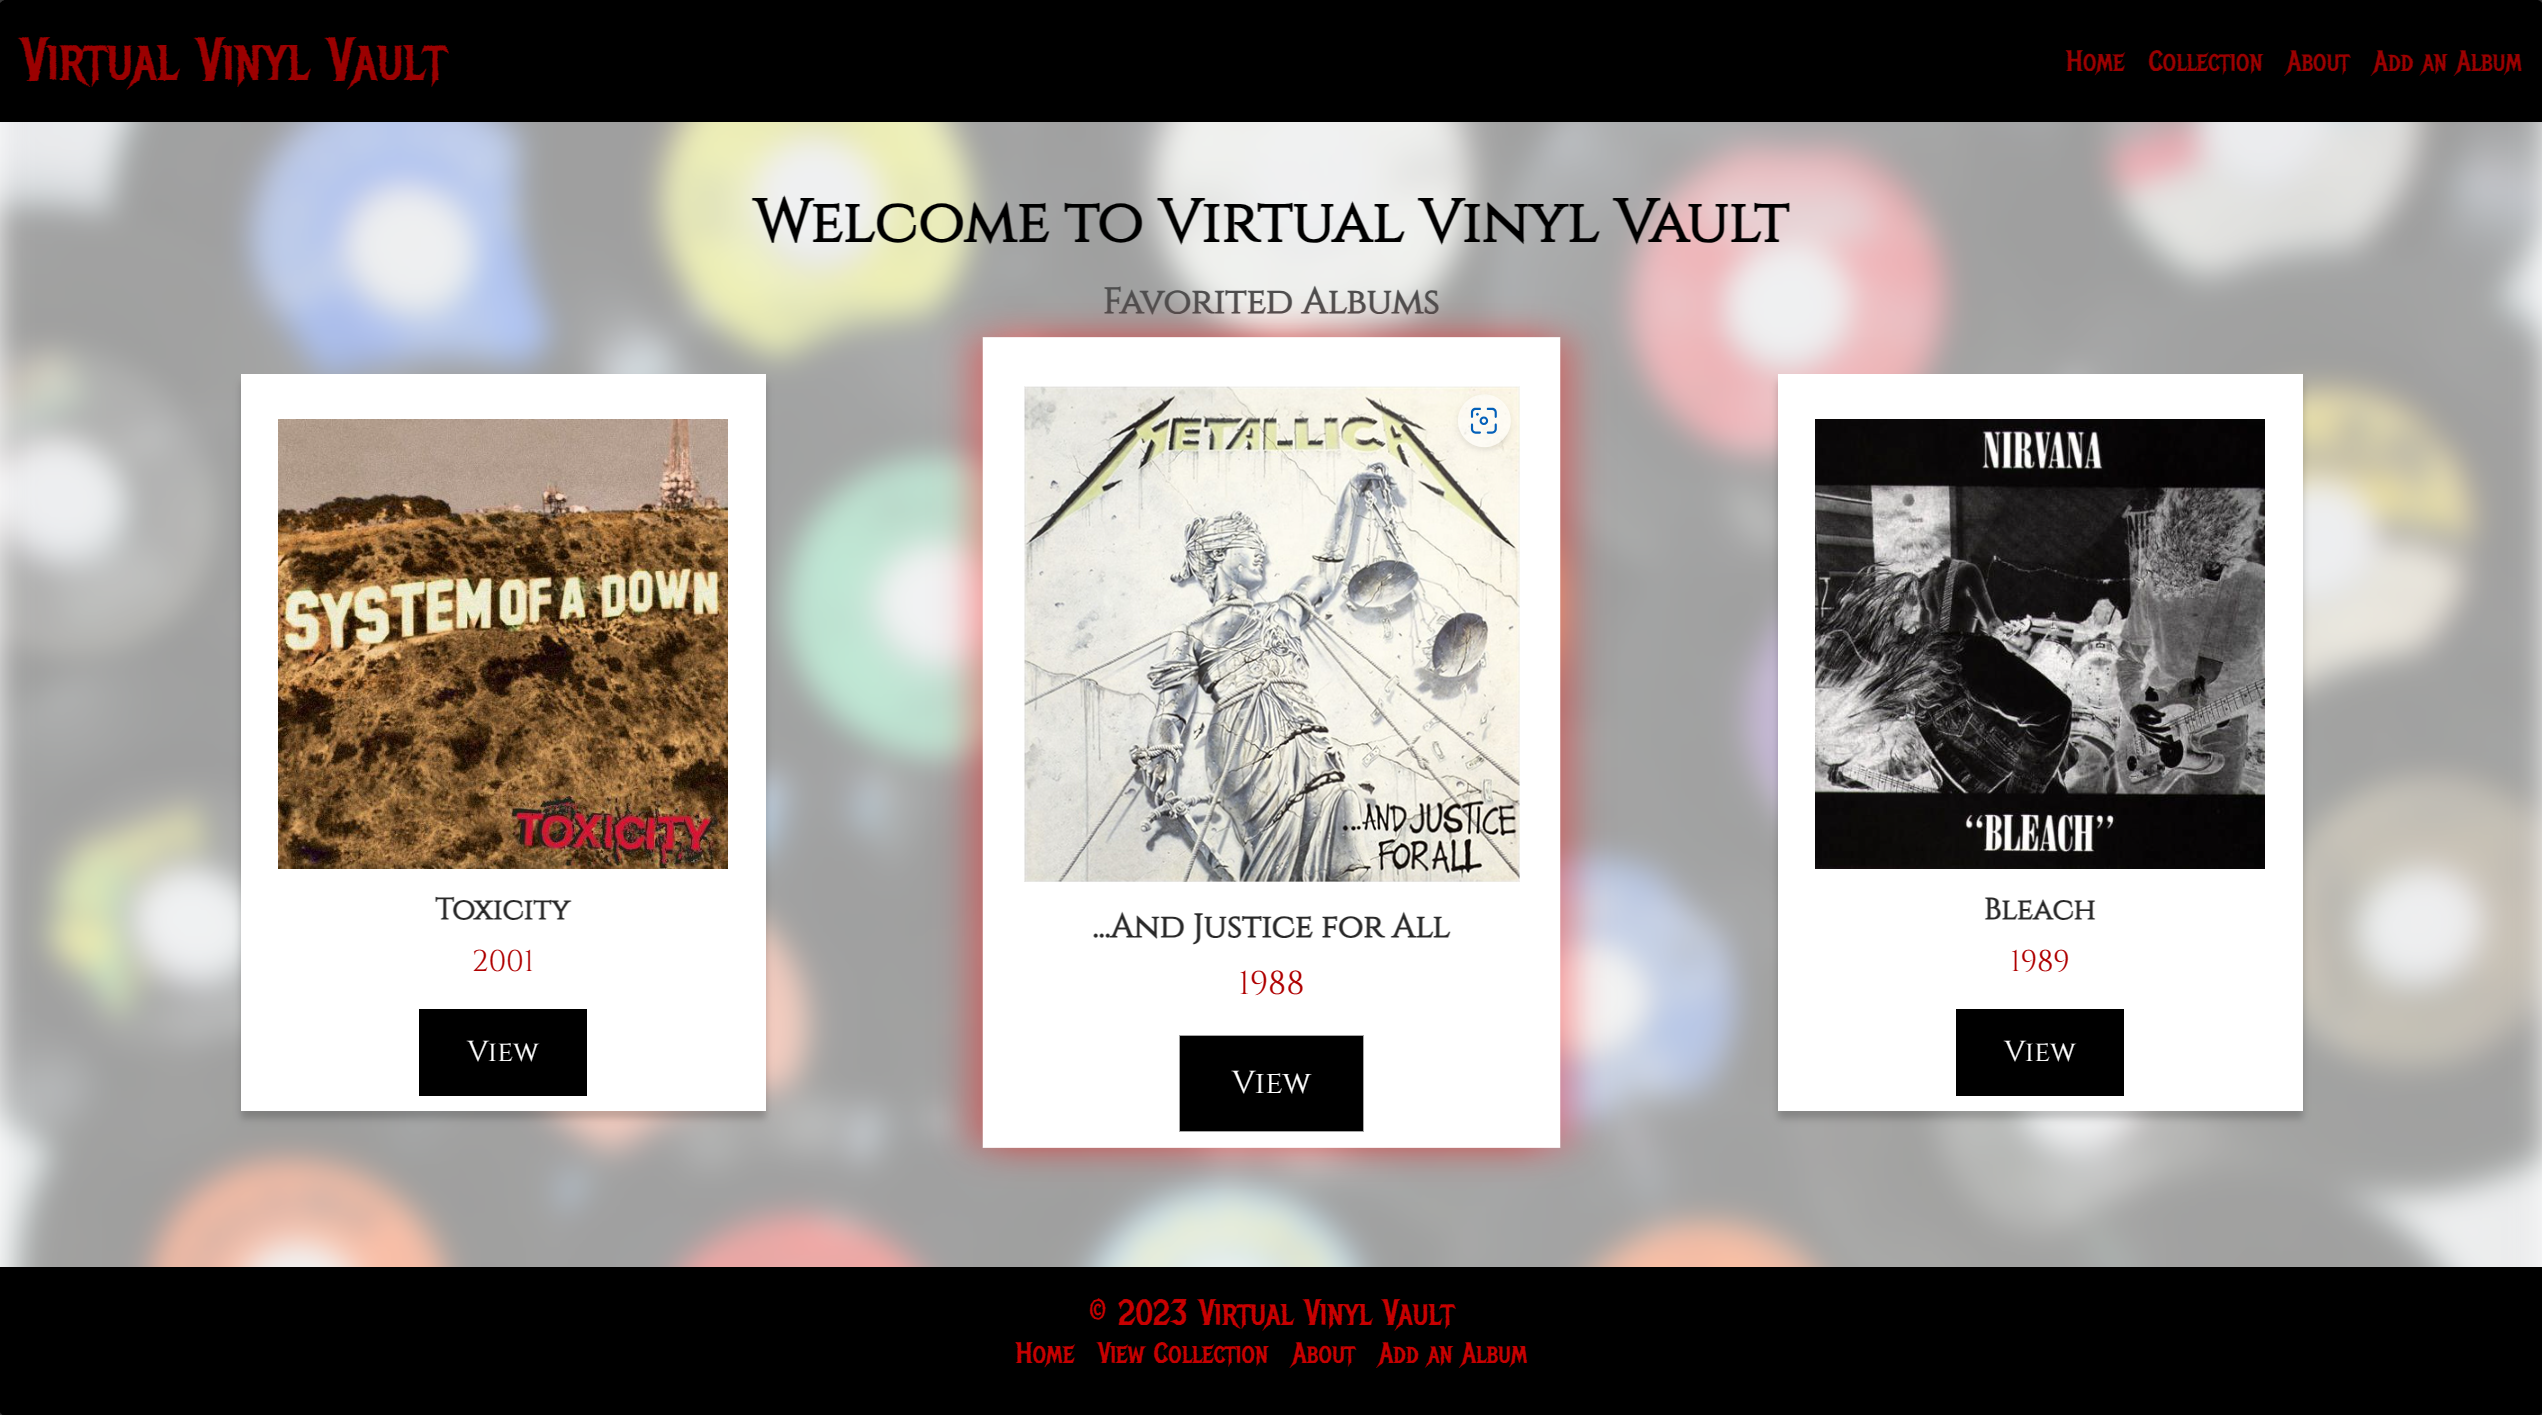 Virtual Vinyl Vault
Home Collection About Add an Album
Welcome to Virtual Vinyl Vault
Favorited Albums
SYSTEM OF A DOWN
TOXICITY
Toxicity
2001
View
METALLICA
...AND JUSTICE
FOR ALL
...And Justice for All
1988
View
NIRVANA
“BLEACH”
Bleach
1989
View
© 2023 Virtual Vinyl Vault
Home View Collection About Add an Album